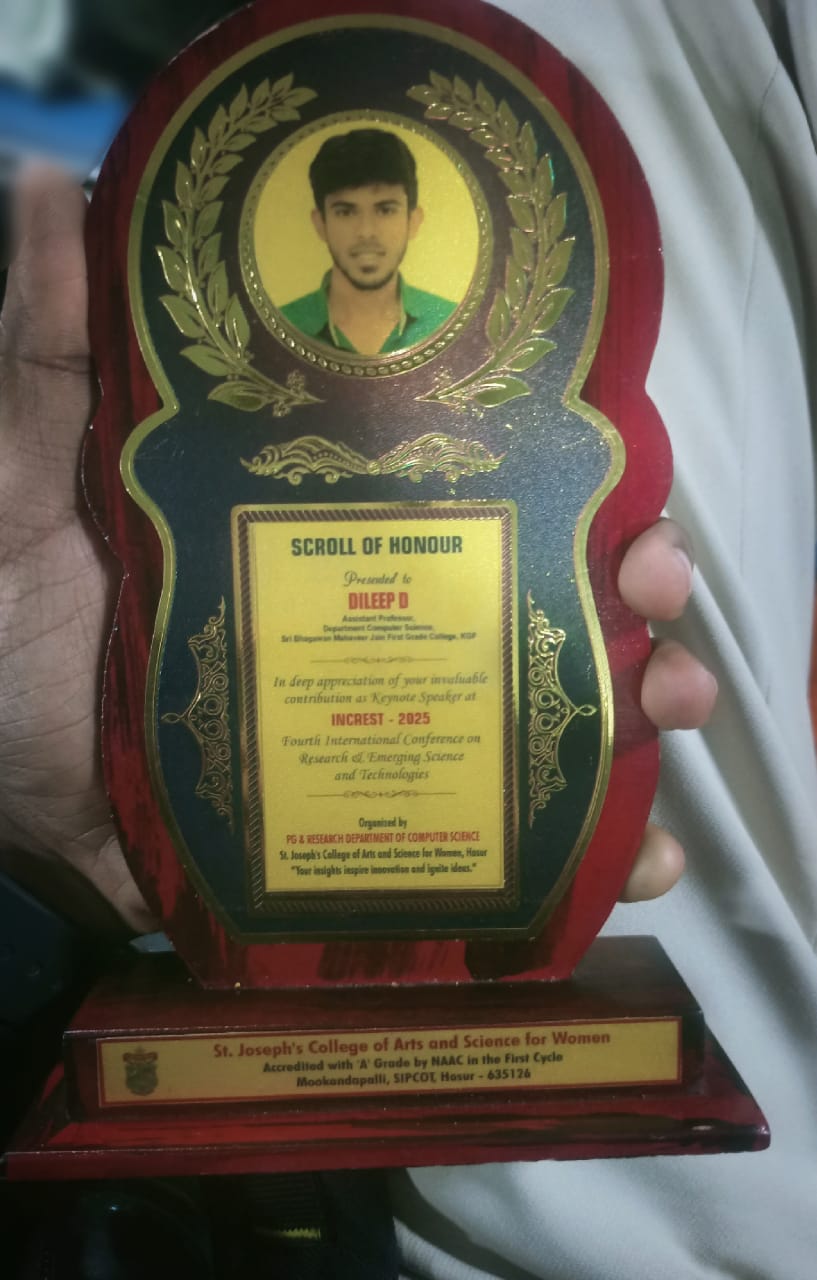 SCROLL OF HONOUR
Presented to
DILEEP D
Assistant Professor,
Department Computer Science,
Sri Bhagawan Mahaveer Jain First Grade College, KGF
In deep appreciation of your invaluable
contribution as Keynote Speaker at
INCREST - 2025
Fourth International Conference on
Research & Emerging Science
and Technologies
Organized by
PG & RESEARCH DEPARTMENT OF COMPUTER SCIENCE
St. Joseph's College of Arts and Science for Women, Hosur
"Your insights inspire innovation and ignite ideas."
St. Joseph's College of Arts and Science for Women
Accredited with 'A' Grade by NAAC in the First Cycle
Mookandapalli, SIPCOT, Hosur - 635126